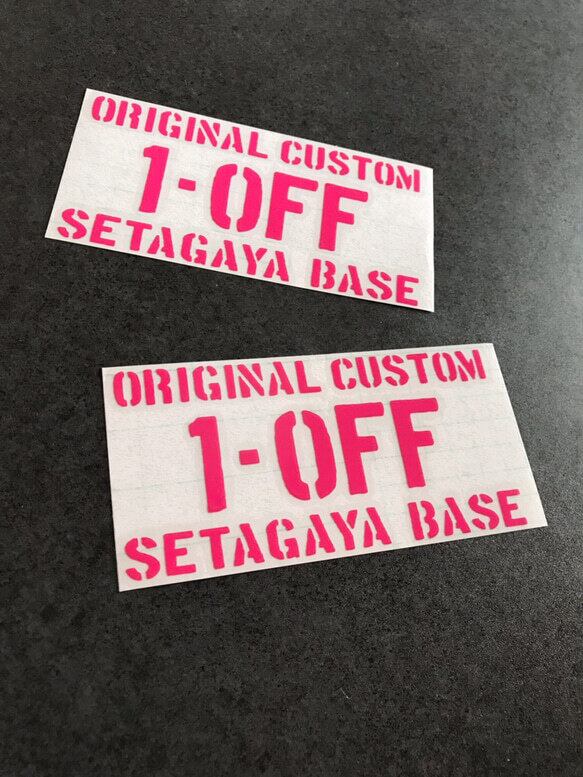 ORIGINAL CUSTOM
1-OFF
SETAGAYA BASE
ORIGINAL CUSTOM
1-OFF
SETAGAYA BASE